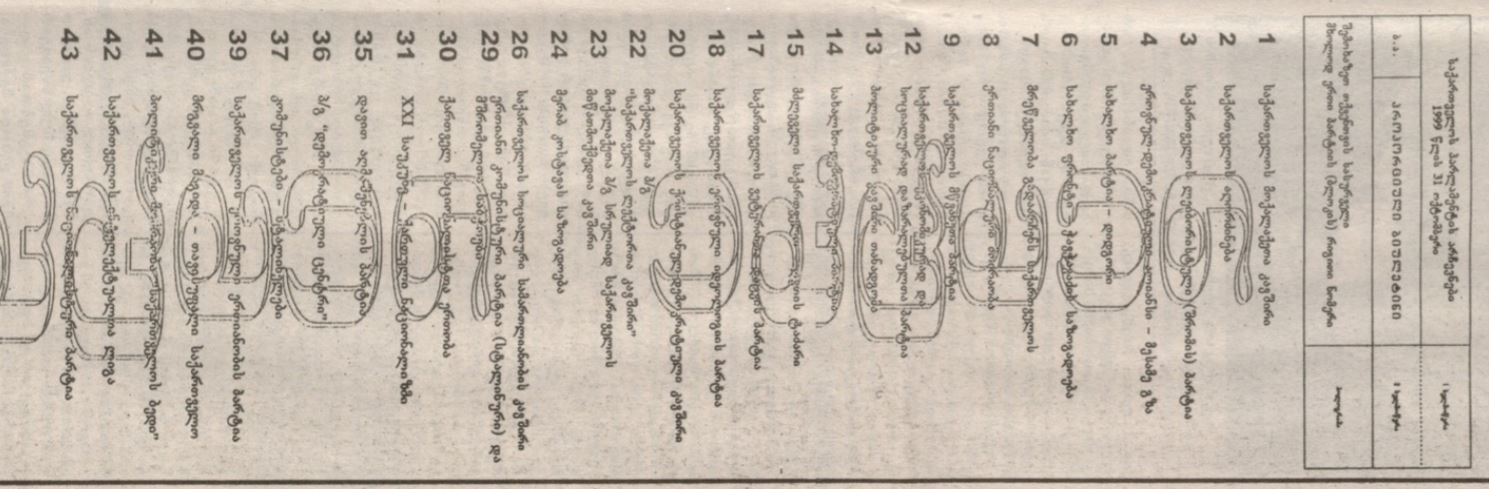 საქართველოს პარლამენტის არჩევნები
1999 წლის 31 ოქტომბერი
1 ხელმოწერა
ბ.ა.
პროპორციული ბიულეტენი
2 ხელმოწერა
შემოხაზეთ თქვენთვის სასურველი
მხოლოდ ერთი პარტიის (ბლოკის) რიგითი ნომერი
1 საქართველოს მოქალაქეთა კავშირი
2 საქართველოს აღორძინება
3 საქართველოს ლეიბორისტული (შრომის) პარტია
4 ეროვნულ-დემოკრატიული ალიანსი - მესამე გზა
5 სახალხო პარტია - დიდგორი
6 სახალხო ფრონტი - ჭავჭავაძის საზოგადოება
7 მრეწველობა გადაარჩენს საქართველოს
8 ერთიანი ნაციონალური მოძრაობა
9 საქართველოს მწვანეთა პარტია
12 საქართველოს ეკონომიკურად და
სოციალურად დაზარალებულთა პარტია
13 პოლიტიკური კავშირი თანადგომა
14 სახალხო-დემოკრატიული პარტია
15 მძლეველი საქართველო ღვთის ტაძარი
17 საქართველოს ვეტერანთა დაცვის პარტია
18 საქართველოს ეროვნული იდეოლოგიის პარტია
20 საქართველოს ქრისტიანულ-დემოკრატიული კავშირი
22 მოქალაქეთა პ/გ
"საქართველოს ლექტორთა კავშირი"
23 მოქალაქეთა პ/გ სრულიად საქართველოს
მიწათმოქმედთა კავშირი
24 მერაბ კოსტავას საზოგადოება
26 საქართველოს სოციალური სამართლიანობის კავშირი
29 ერთიანი კომუნისტური პარტია (სტალინური) და
მშრომელთა საბჭოები
30 ქართველ ნაციონალისტთა ერთობა
31 XXI საუკუნე - ქართული ნაციონალიზმი
35 დავით აღმაშენებლის პარტია
36 პ/გ "დემოკრატიული ცენტრი"
37 კომუნისტები - სტალინელები
39 საქართველოს ეროვნული ერთიანობის პარტია
40 მრგვალი მაგიდა - თავისუფალი საქართველო
41 პოლიტიკური მოძრაობა "საქართველოს ბედი"
42 საქართველოს ინტელექტუალთა ლიგა
43 საქართველოს ნაციონალისტური პარტია